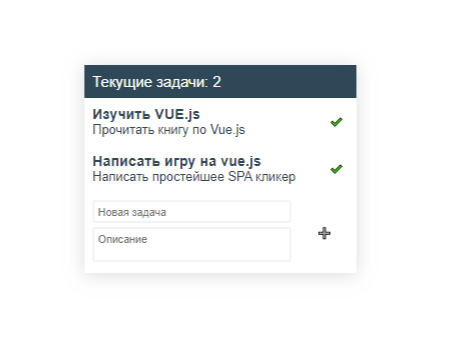 Текущие задачи: 2
Изучить VUE.js
Прочитать книгу по Vue.js
Написать игру на vue.js
Написать простейшее SPA кликер
Новая задача
Описание